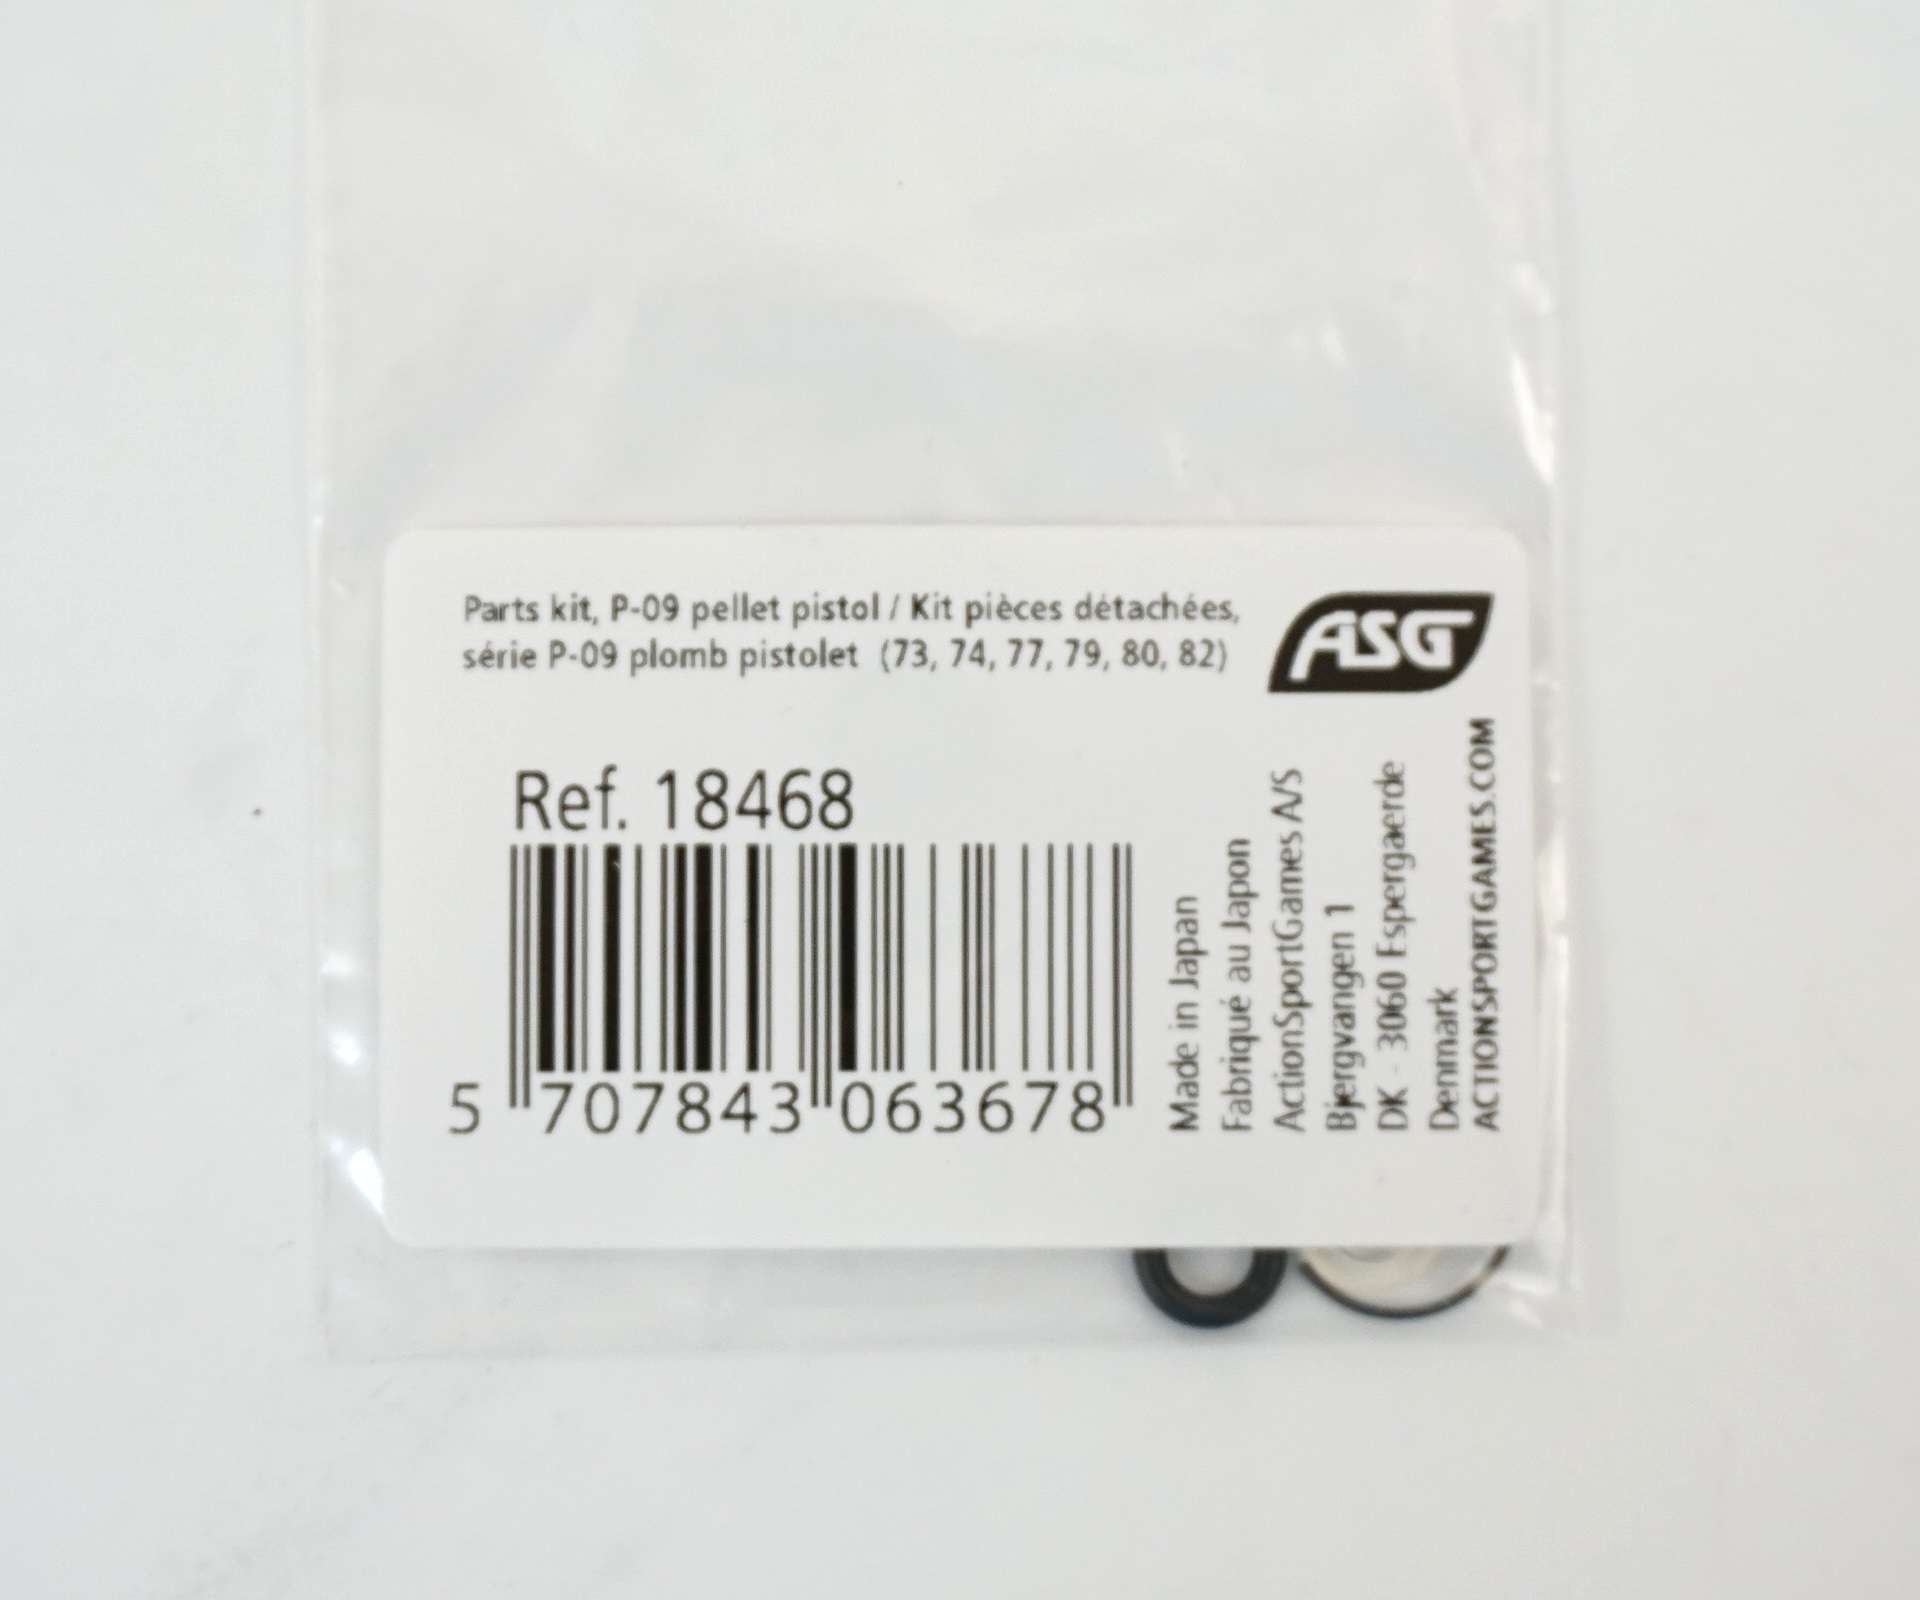 Parts kit, P-09 pellet pistol / Kit pièces détachées,
série P-09 plomb pistolet (73, 74, 77, 79, 80, 82)
ASG
Ref. 18468
5 707843 063678
Made in Japan
Fabriqué au Japon
ActionSportGames A/S
Bjergvangen 1
DK - 3060 Espergaerde
Denmark
ACTIONSPORTGAMES.COM